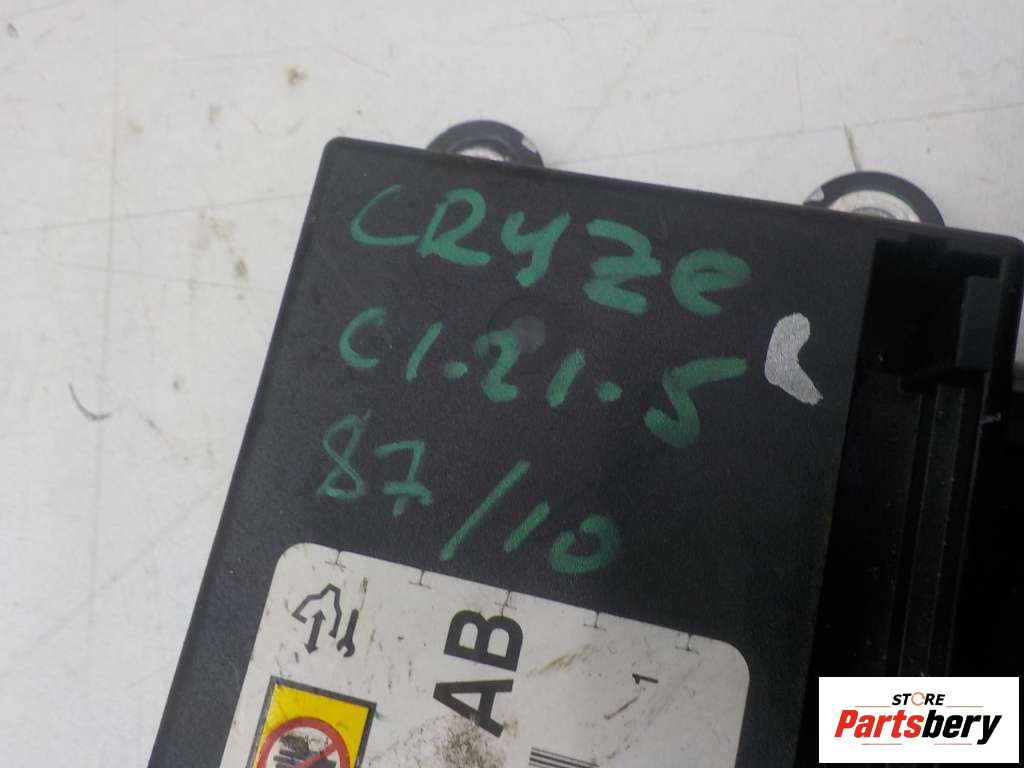 CRYZe
C1.21.5
87/10
AB
1
STORE
Partsbery